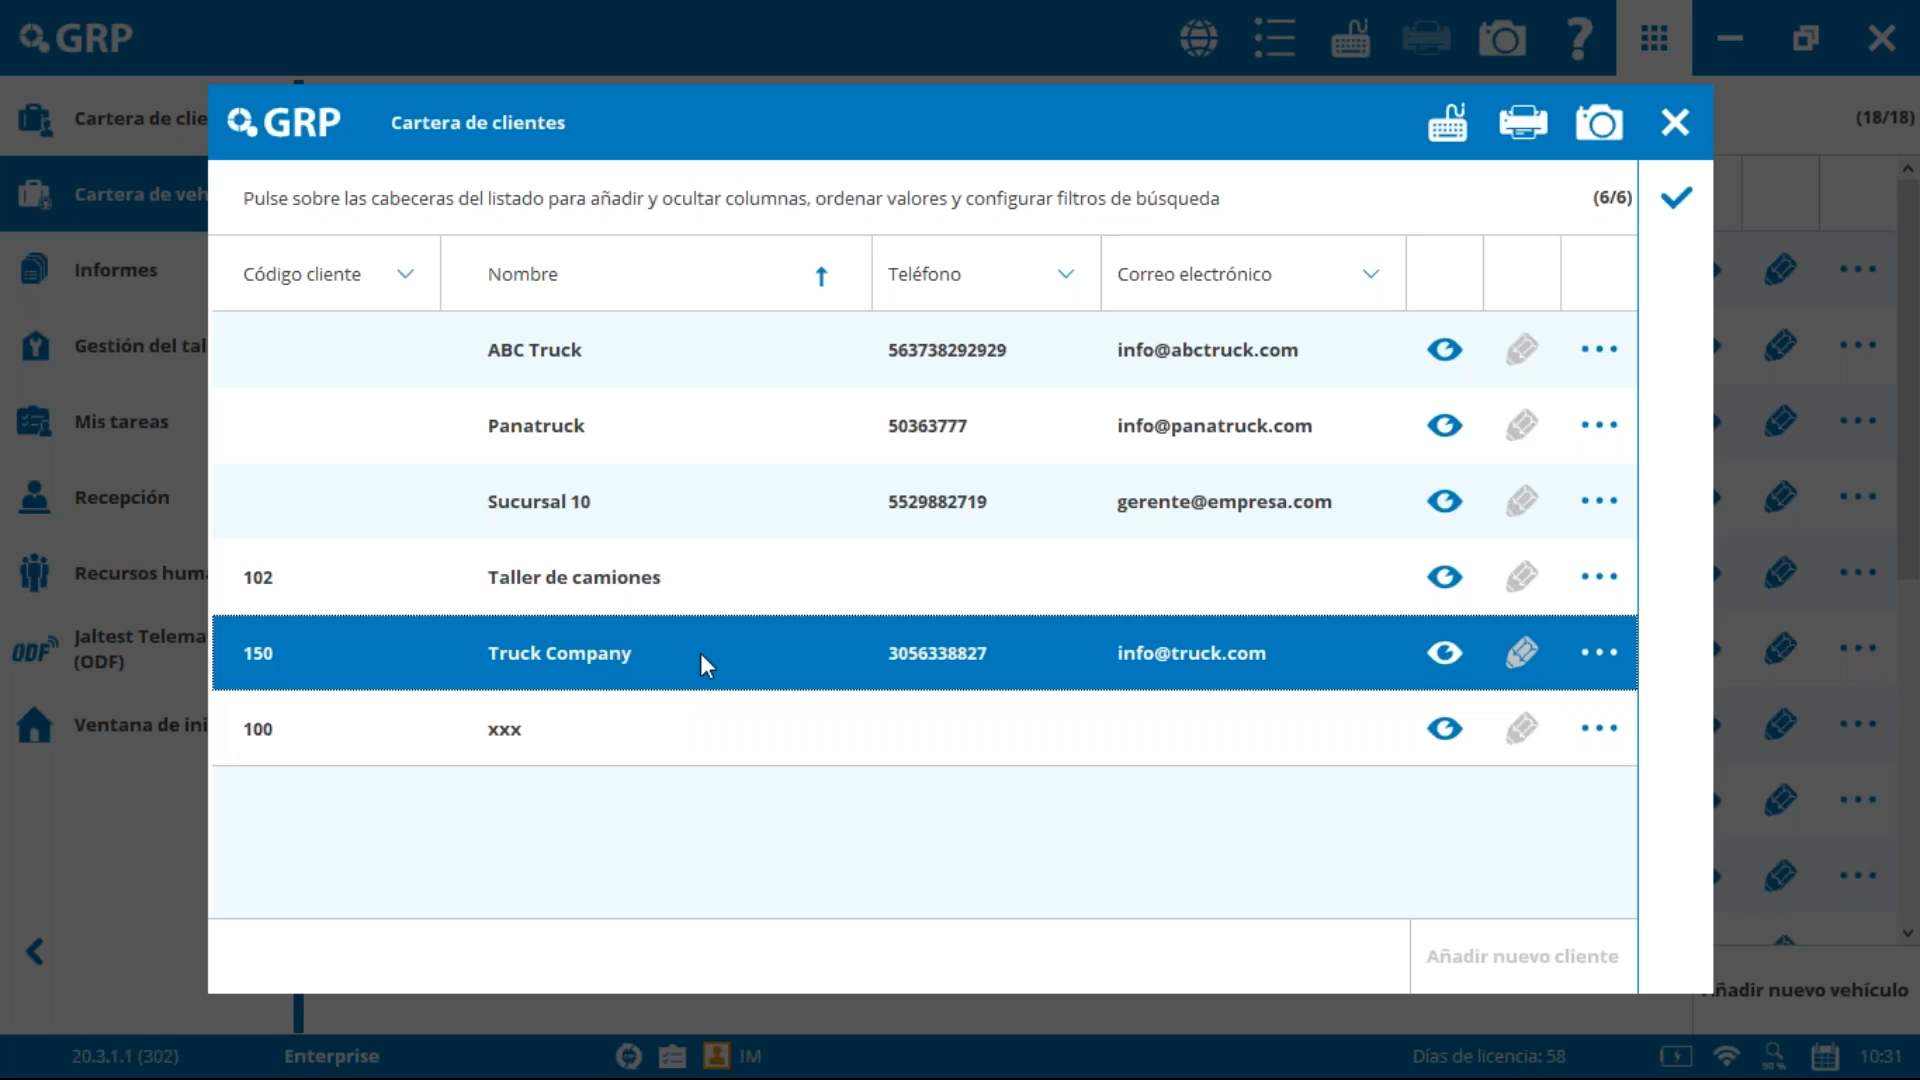 GRP
Cartera de clie
(18/18)
GRP
Cartera de clientes
Cartera de veh
Pulse sobre las cabeceras del listado para añadir y ocultar columnas, ordenar valores y configurar filtros de búsqueda
(6/6)
Informes
Código cliente
Nombre
Teléfono
Correo electrónico
Gestión del tal
ABC Truck
563738292929
info@abctruck.com
Mis tareas
Panatruck
50363777
info@panatruck.com
Recepción
Sucursal 10
5529882719
gerente@empresa.com
Recursos huma
102
Taller de camiones
ODF
Jaltest Telema
(ODF)
150
Truck Company
3056338827
info@truck.com
Ventana de ini
100
xxx
Añadir nuevo cliente
ñadir nuevo vehículo
20.3.1.1 (302)
Enterprise
IM
Días de licencia: 58
90 %
10:31